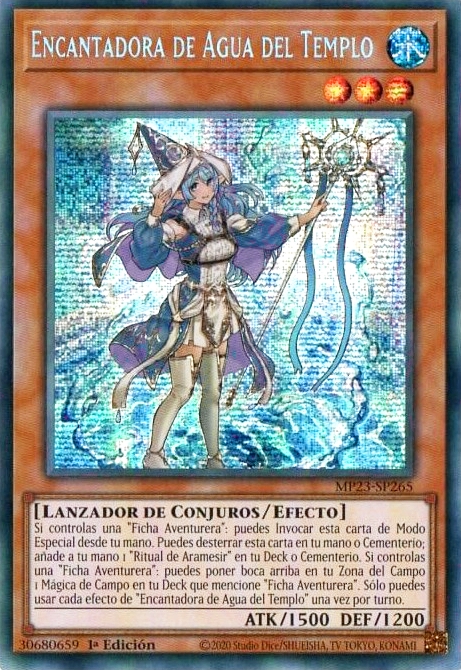 Encantadora de Agua del Templo
MP23-SP265
[Lanzador de Conjuros/Efecto]
Si controlas una "Ficha Aventurera": puedes Invocar esta carta de Modo
Especial desde tu mano. Puedes desterrar esta carta en tu mano o Cementerio;
añade a tu mano 1 "Ritual de Aramesir" en tu Deck o Cementerio. Si controlas
una "Ficha Aventurera": puedes poner boca arriba en tu Zona del Campo
1 Mágica de Campo en tu Deck que mencione "Ficha Aventurera". Sólo puedes
usar cada efecto de "Encantadora de Agua del Templo" una vez por turno.
ATK/1500 DEF/1200
30680659 1ª Edición ©2020 Studio Dice/SHUEISHA, TV TOKYO, KONAMI